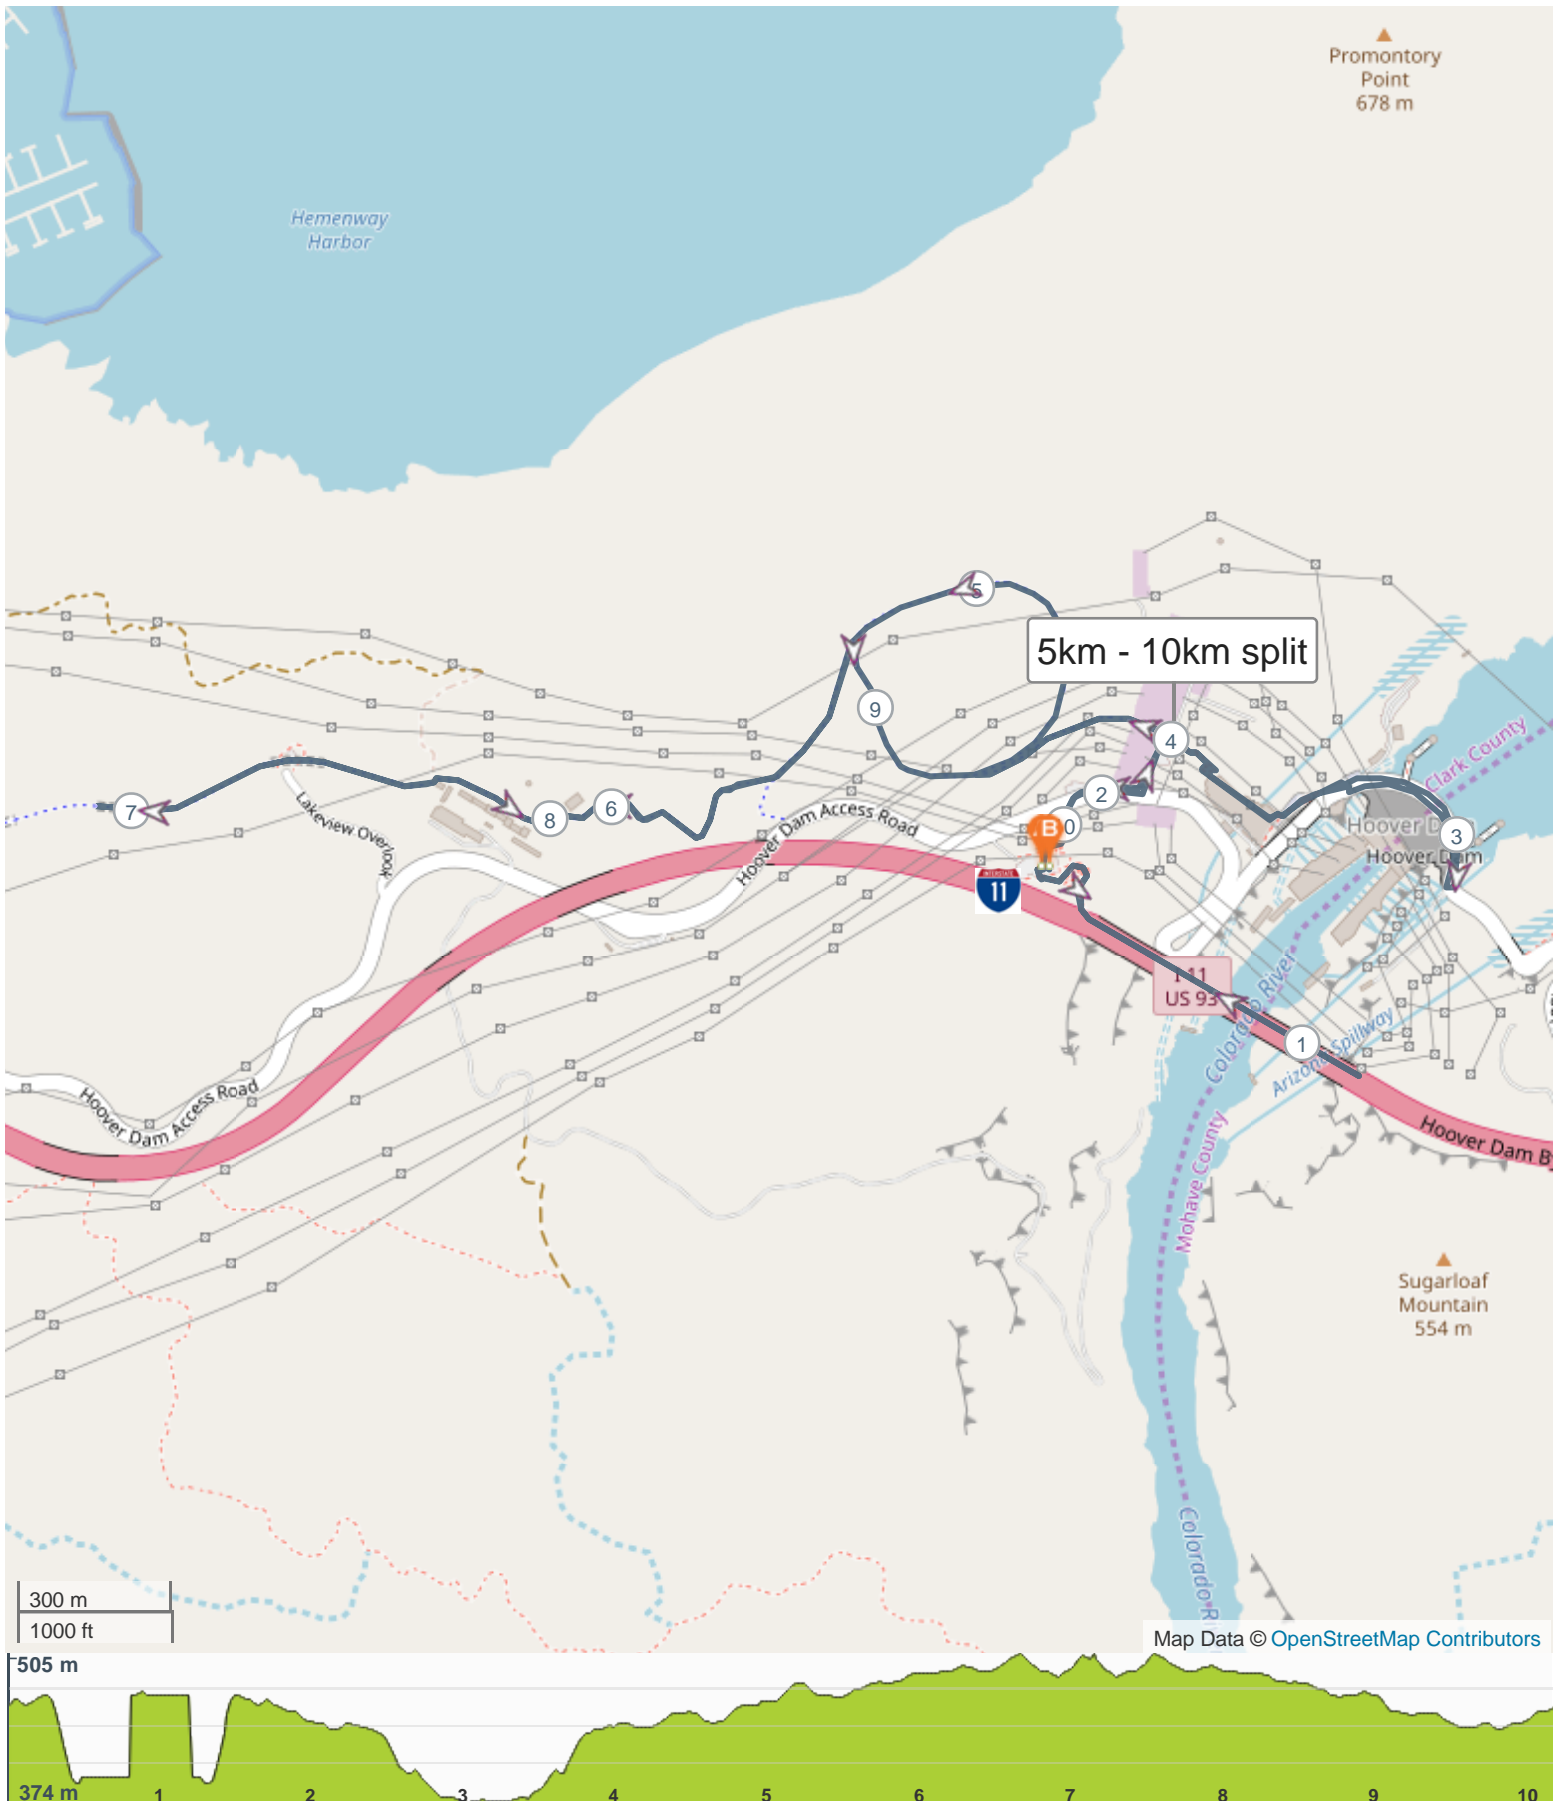 Promontory
Point
678 m
Hemenway
Harbor
5
5km - 10km split
9
4
Clark County
7
8
6
2
0
B
3
Lakeview Overlook
Hoover Dam Access Road
Hoover Dam
Hoover Dam
INTERSTATE
11
I 11
US 93
Colorado River
1
Arizona Spillway
Hoover Dam Access Road
Hoover Dam B
Mohave County
Sugarloaf
Mountain
554 m
Colorado Ri
300 m
1000 ft
Map Data © OpenStreetMap Contributors
505 m
374 m
1
2
3
4
5
6
7
8
9
10